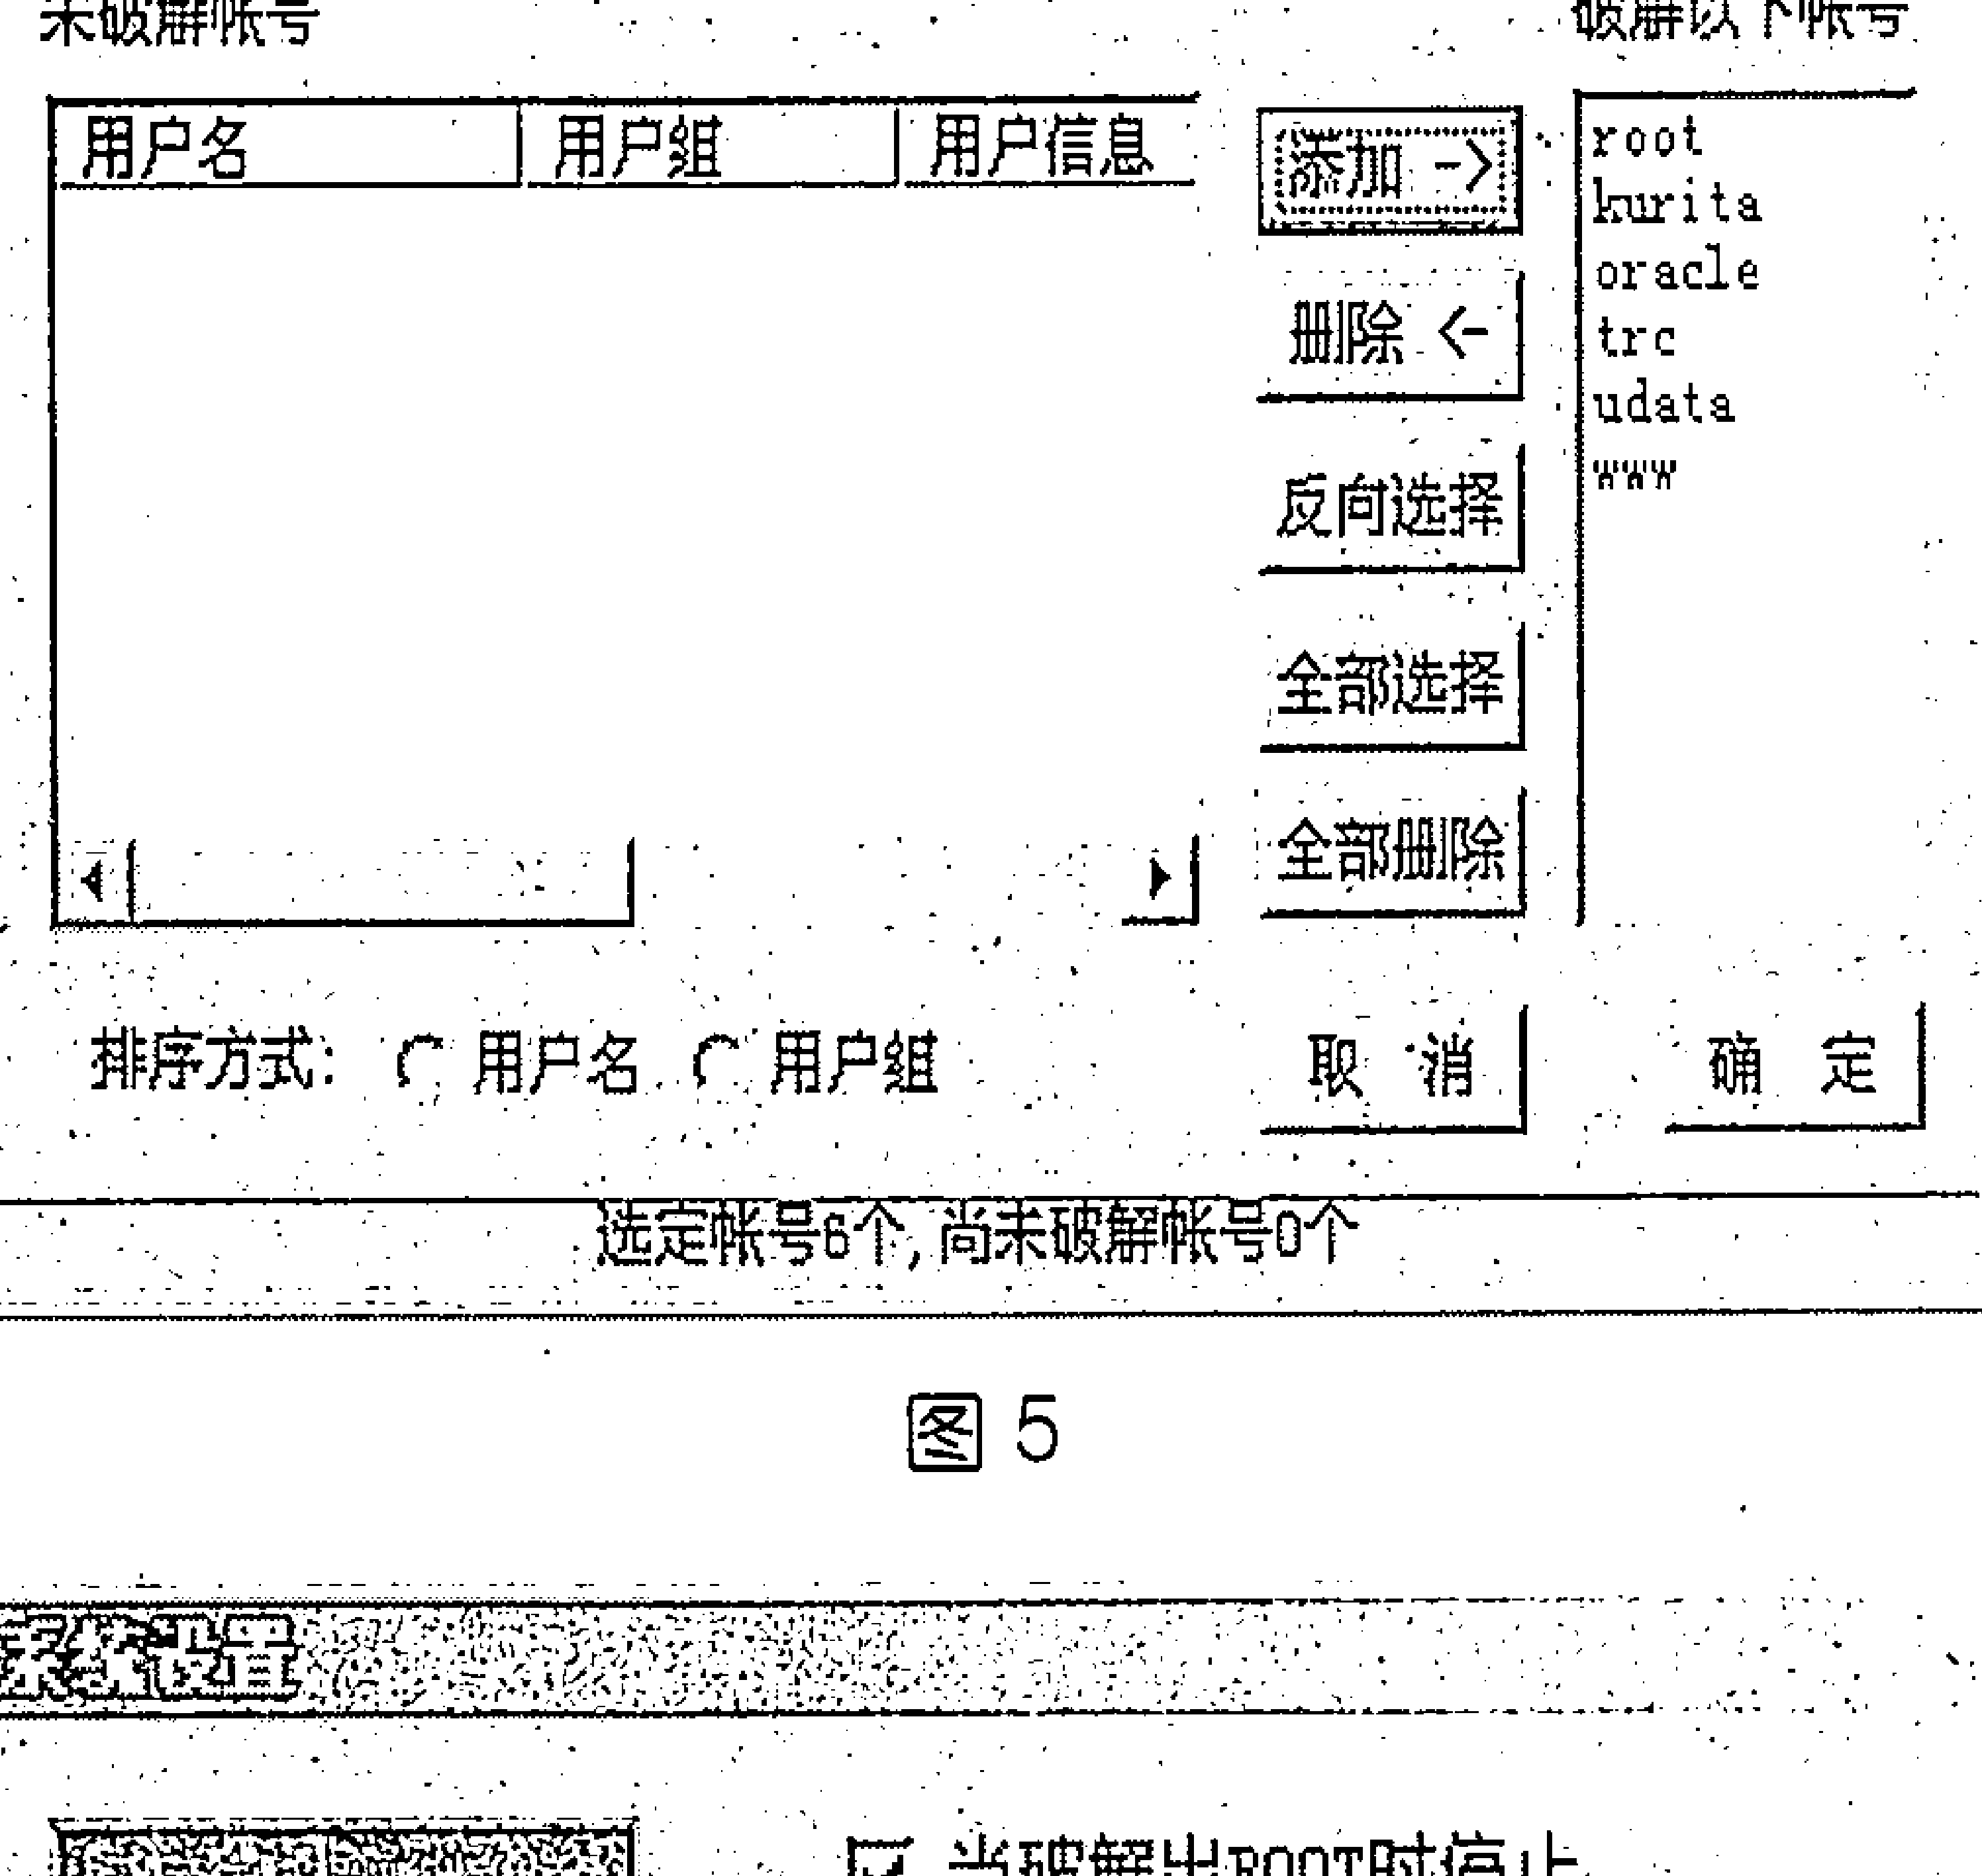 未破解帐号 破解以下帐号
用户名 用户组 用户信息 添加 -> root
kurita
oracle
删除 <- trc
udata
反向选择 www
全部选择
全部删除
排序方式: 用户名 用户组 取 消 确 定
选定帐号6个,尚未破解帐号0个
图 5
系统设置
当破解出ROOT时停止